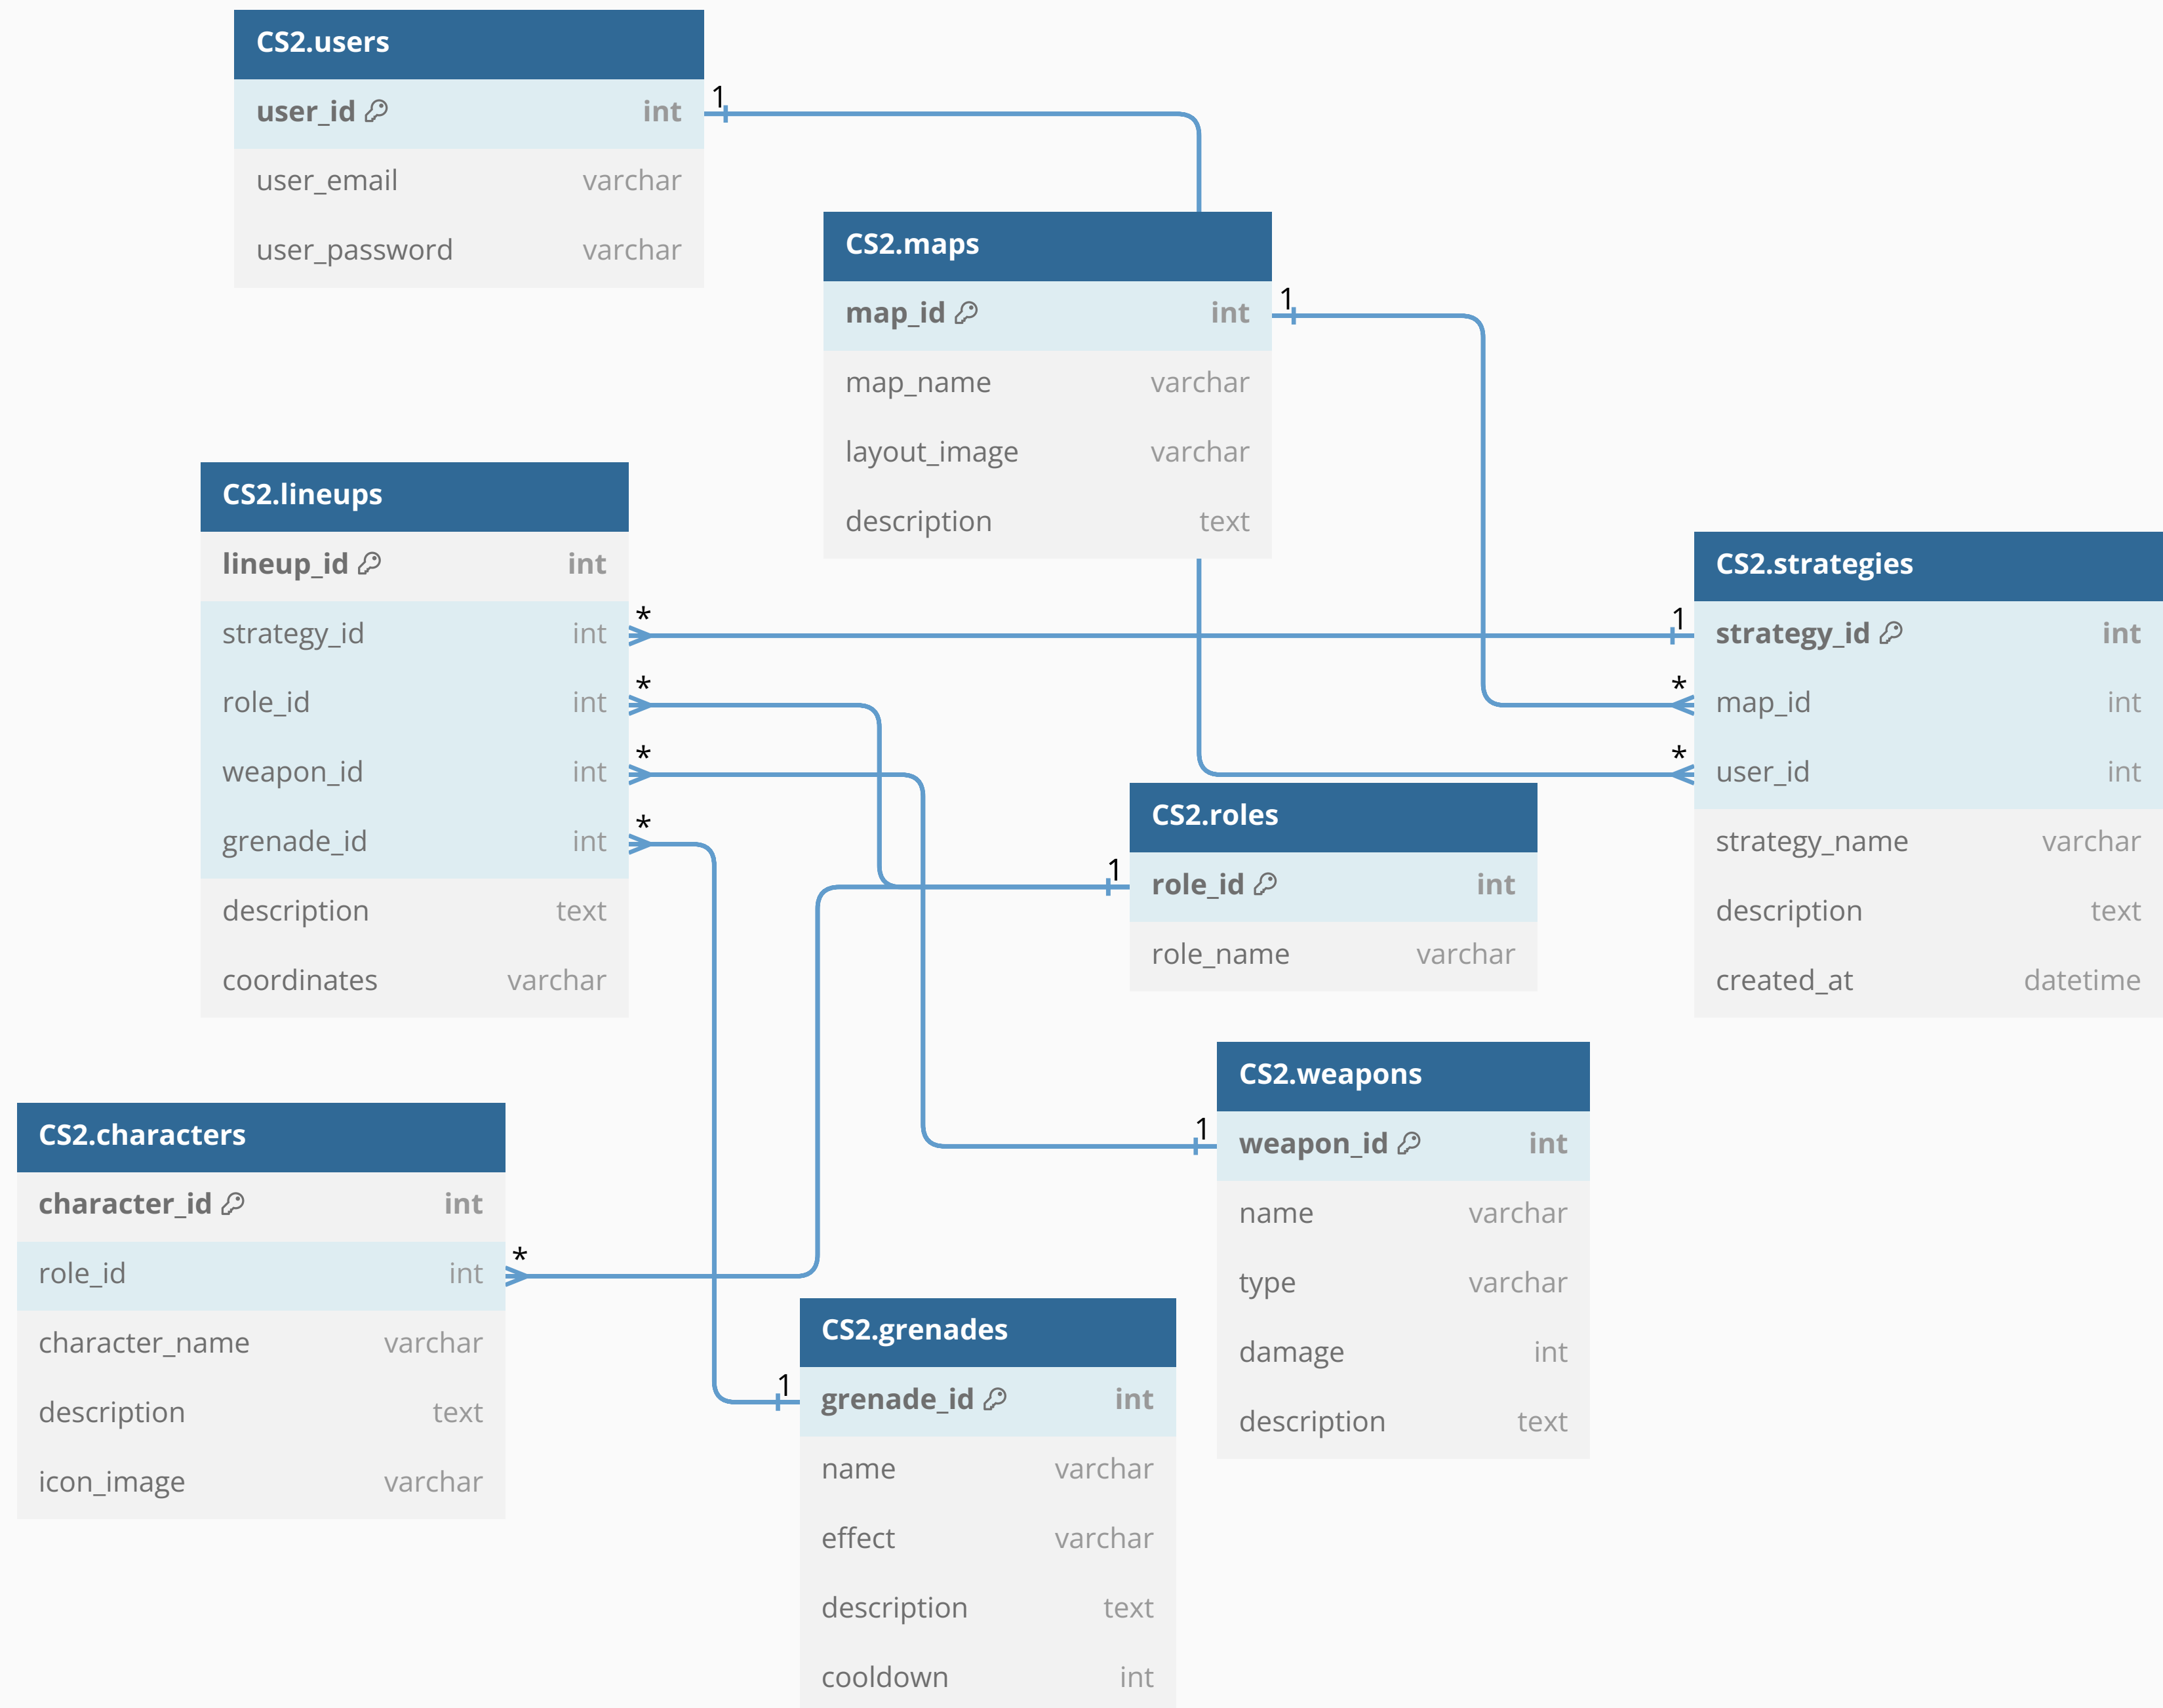 CS2.users
user_id int
user_email varchar
user_password varchar
1
CS2.maps
map_id int
map_name varchar
layout_image varchar
description text
1
CS2.lineups
lineup_id int
strategy_id int
role_id int
weapon_id int
grenade_id int
description text
coordinates varchar
*
*
*
*
CS2.strategies
strategy_id int
map_id int
user_id int
strategy_name varchar
description text
created_at datetime
1
*
*
CS2.roles
role_id int
role_name varchar
1
CS2.weapons
weapon_id int
name varchar
type varchar
damage int
description text
1
CS2.characters
character_id int
role_id int
character_name varchar
description text
icon_image varchar
*
CS2.grenades
grenade_id int
name varchar
effect varchar
description text
cooldown int
1